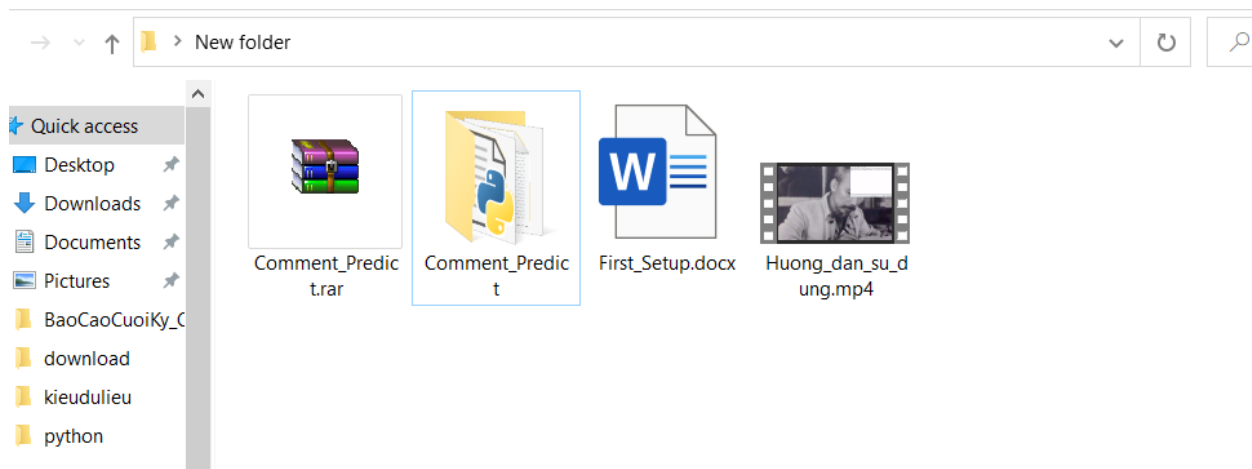 New folder
Quick access
Desktop
Downloads
Documents
Pictures
BaoCaoCuoiKy_C
download
kieudulieu
python
Comment_Predic
t.rar
Comment_Predic
t
W
First_Setup.docx
Huong_dan_su_d
ung.mp4